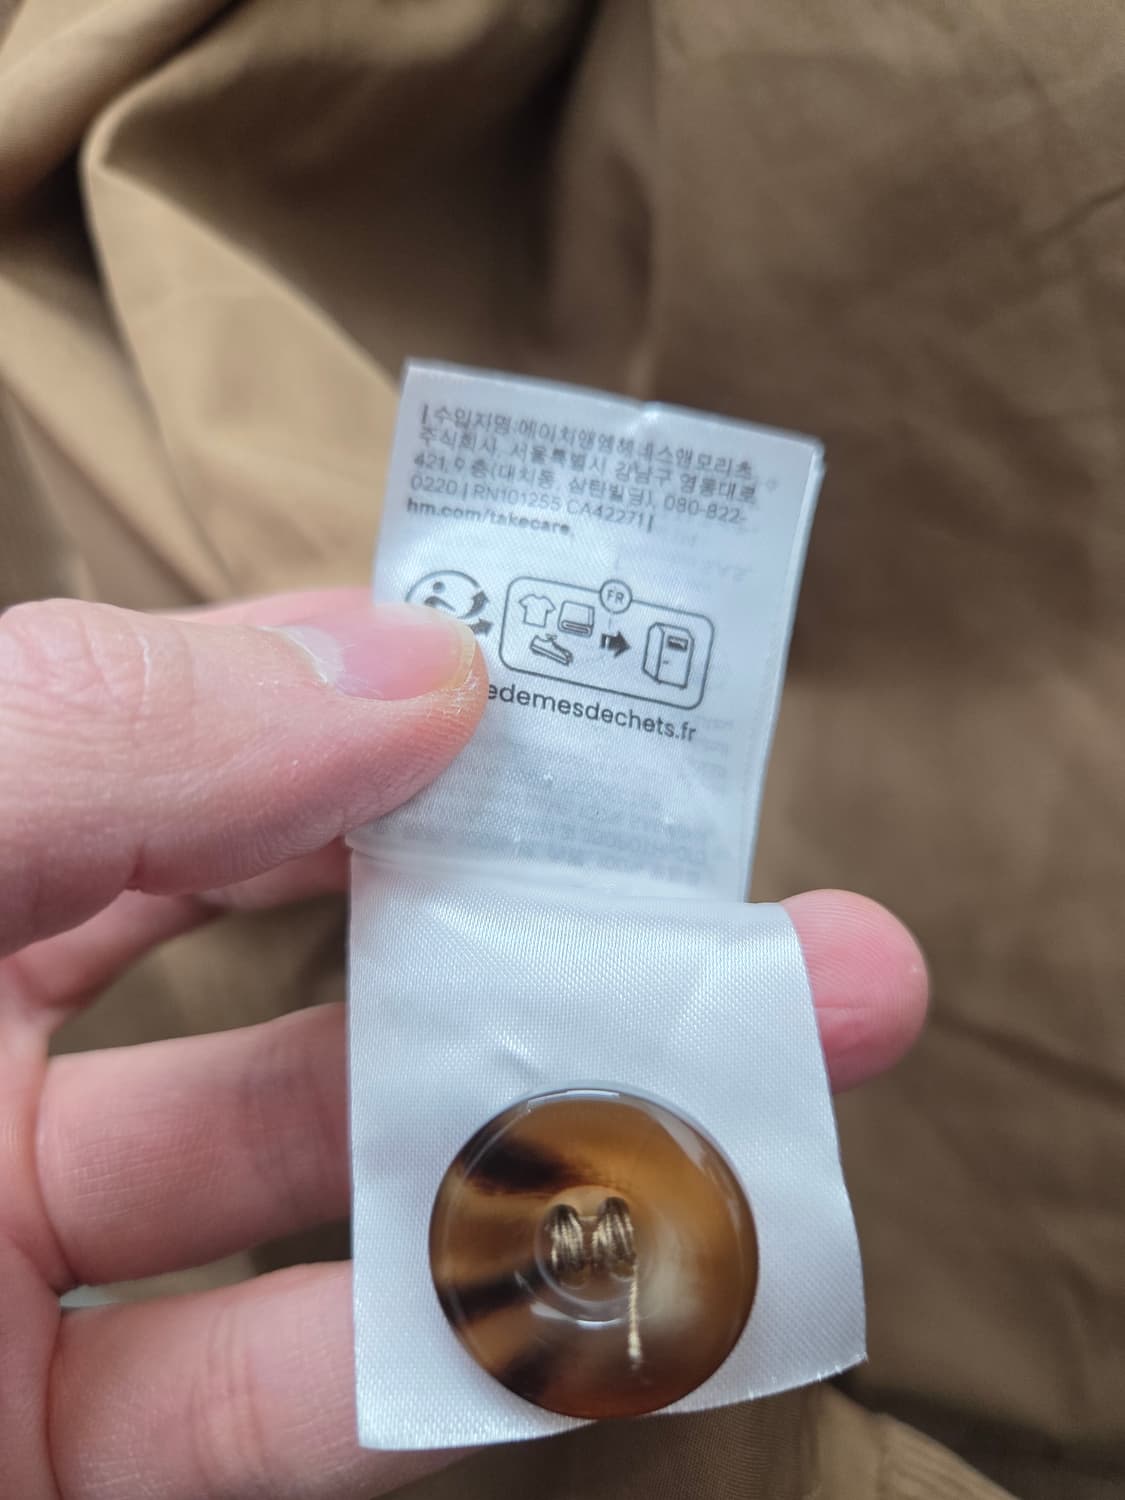 | 수입자명:에이치앤엠헤네스앤모리츠
주식회사, 서울특별시 강남구 영동대로
421, 9 층(대치동, 삼탄빌딩), 080-822-
0220 | RN101255 CA42271 |
hm.com/takecare
FR
edemesdechets.fr